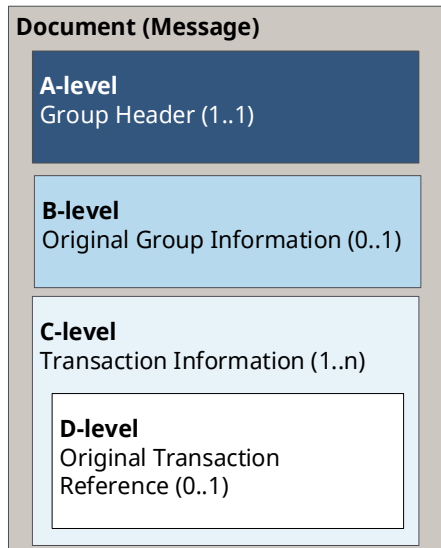 Document (Message)
A-level
Group Header (1..1)
B-level
Original Group Information (0..1)
C-level
Transaction Information (1..n)
D-level
Original Transaction
Reference (0..1)